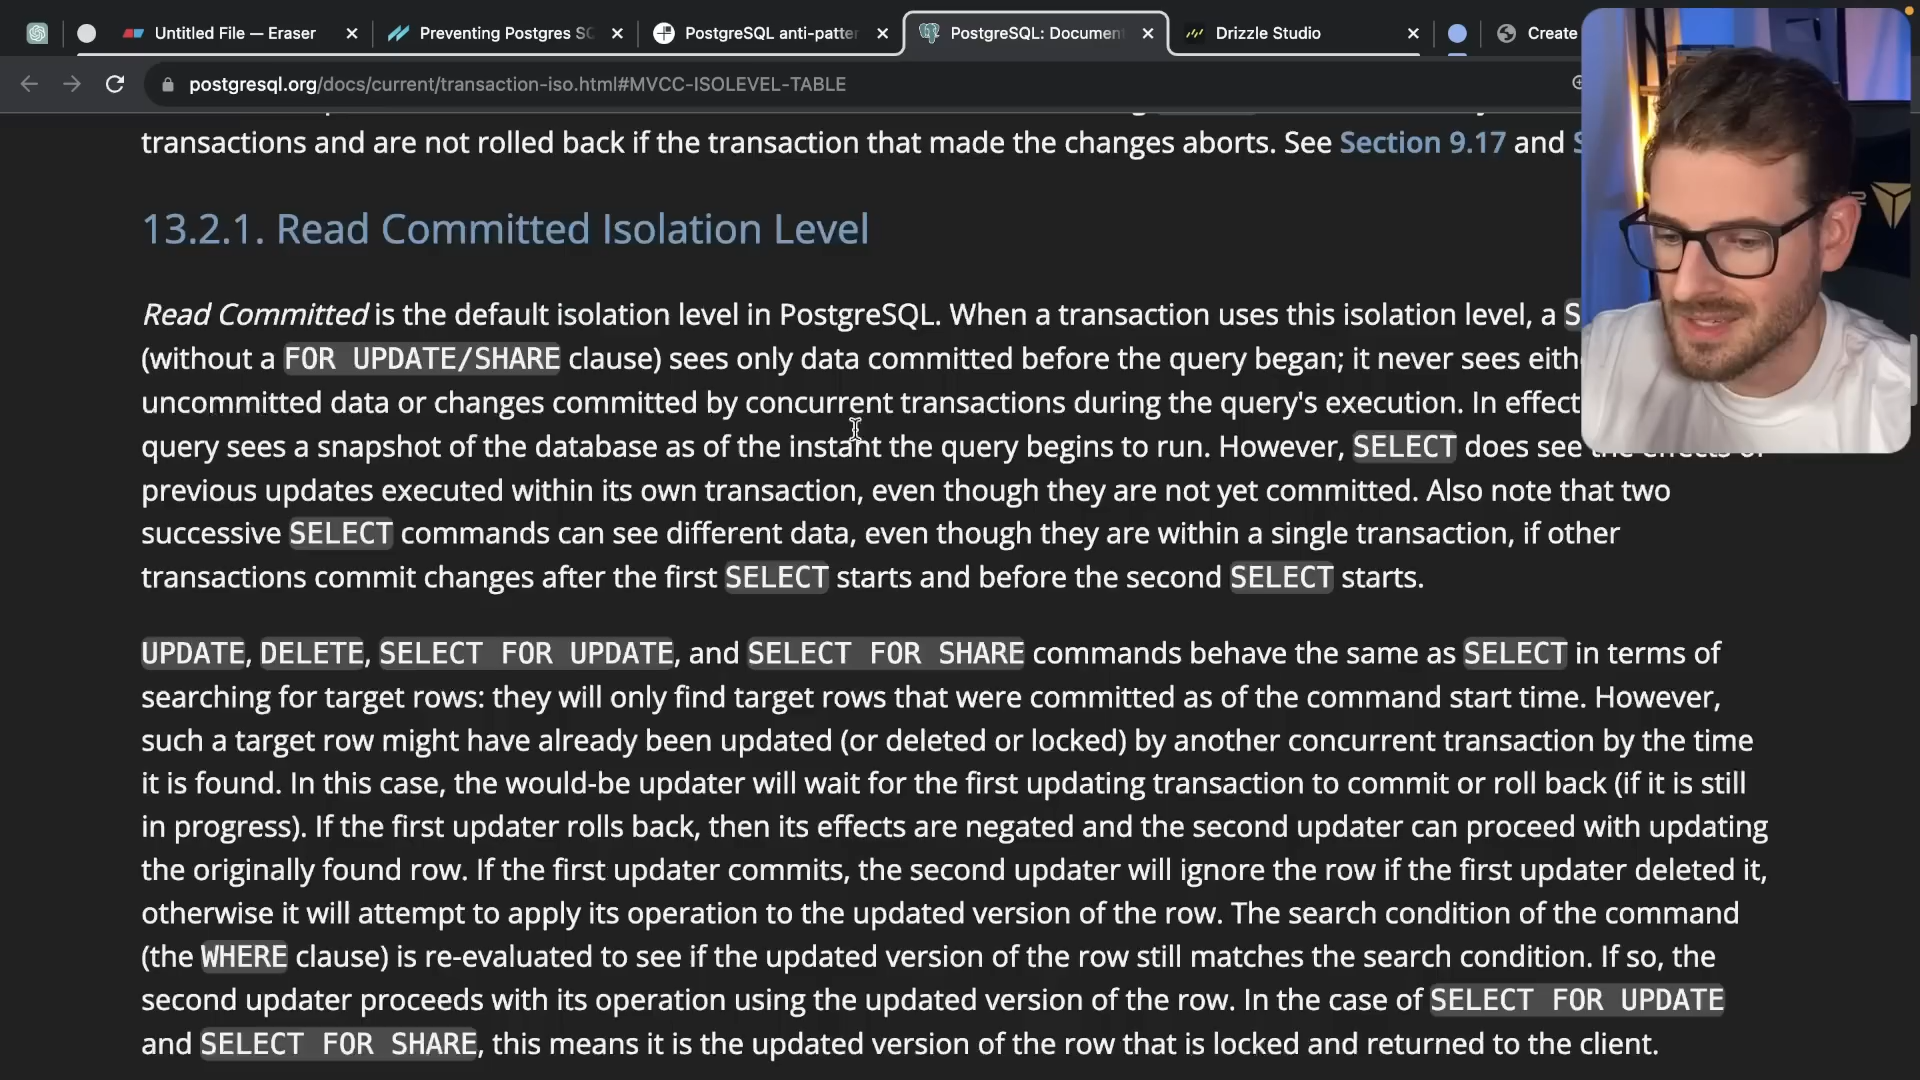 Untitled File — Eraser
Preventing Postgres SQ
PostgreSQL anti-patter
PostgreSQL: Document
Drizzle Studio
Create
postgresql.org/docs/current/transaction-iso.html#MVCC-ISOLEVEL-TABLE
transactions and are not rolled back if the transaction that made the changes aborts. See Section 9.17 and S
13.2.1. Read Committed Isolation Level
Read Committed is the default isolation level in PostgreSQL. When a transaction uses this isolation level, a S
(without a FOR UPDATE/SHARE clause) sees only data committed before the query began; it never sees eith
uncommitted data or changes committed by concurrent transactions during the query's execution. In effect
query sees a snapshot of the database as of the instant the query begins to run. However, SELECT does see the effects of
previous updates executed within its own transaction, even though they are not yet committed. Also note that two
successive SELECT commands can see different data, even though they are within a single transaction, if other
transactions commit changes after the first SELECT starts and before the second SELECT starts.
UPDATE, DELETE, SELECT FOR UPDATE, and SELECT FOR SHARE commands behave the same as SELECT in terms of
searching for target rows: they will only find target rows that were committed as of the command start time. However,
such a target row might have already been updated (or deleted or locked) by another concurrent transaction by the time
it is found. In this case, the would-be updater will wait for the first updating transaction to commit or roll back (if it is still
in progress). If the first updater rolls back, then its effects are negated and the second updater can proceed with updating
the originally found row. If the first updater commits, the second updater will ignore the row if the first updater deleted it,
otherwise it will attempt to apply its operation to the updated version of the row. The search condition of the command
(the WHERE clause) is re-evaluated to see if the updated version of the row still matches the search condition. If so, the
second updater proceeds with its operation using the updated version of the row. In the case of SELECT FOR UPDATE
and SELECT FOR SHARE, this means it is the updated version of the row that is locked and returned to the client.